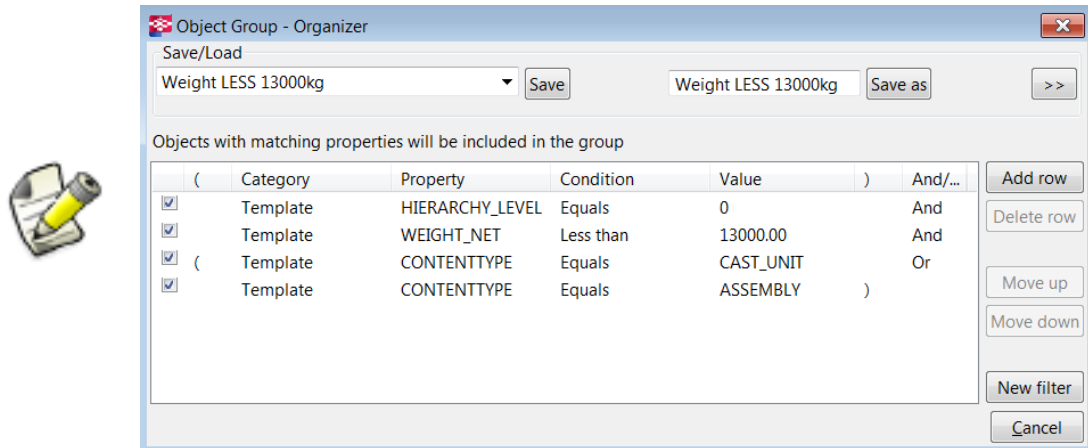 Object Group - Organizer
Save/Load
Weight LESS 13000kg Save Weight LESS 13000kg Save as >>
Objects with matching properties will be included in the group
( Category Property Condition Value ) And/... Add row
Template HIERARCHY_LEVEL Equals 0 And
Delete row
Template WEIGHT_NET Less than 13000.00 And
( Template CONTENTTYPE Equals CAST_UNIT Or
Move up
Template CONTENTTYPE Equals ASSEMBLY )
Move down
New filter
Cancel